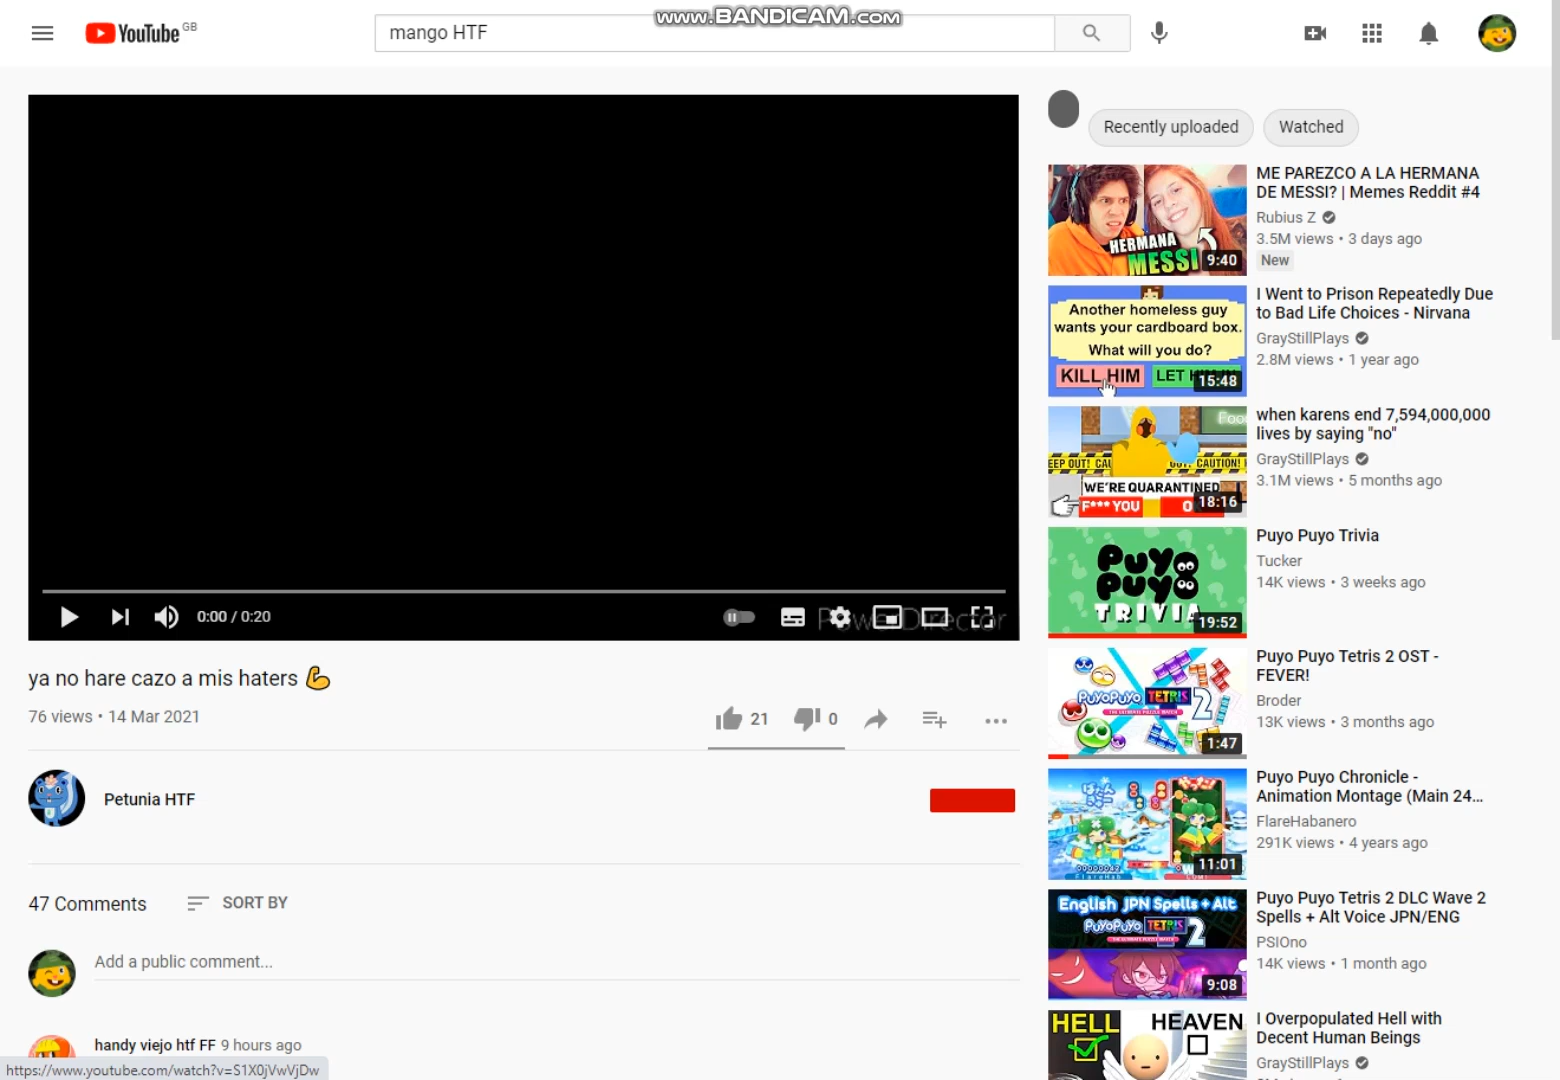 www.BANDICAM.com
YouTube GB
mango HTF
Recently uploaded
Watched
0:00 / 0:20
PowerDirector
ya no hare cazo a mis haters 💪
76 views • 14 Mar 2021
21
0
Petunia HTF
47 Comments
SORT BY
Add a public comment...
handy viejo htf FF 9 hours ago
https://www.youtube.com/watch?v=S1X0jVwVjDw
HERMANA
MESSI
9:40
ME PAREZCO A LA HERMANA
DE MESSI? | Memes Reddit #4
Rubius Z
3.5M views • 3 days ago
New
Another homeless guy
wants your cardboard box.
What will you do?
KILL HIM
LET HIM IN
15:48
I Went to Prison Repeatedly Due
to Bad Life Choices - Nirvana
GrayStillPlays
2.8M views • 1 year ago
Foo
EEP OUT! CAU
OUT! CAUTION!
WE'RE QUARANTINED
F*** YOU
18:16
when karens end 7,594,000,000
lives by saying "no"
GrayStillPlays
3.1M views • 5 months ago
PUYO
PUYO
TRIVIA
19:52
Puyo Puyo Trivia
Tucker
14K views • 3 weeks ago
PUYOPUYO TETRIS 2
1:47
Puyo Puyo Tetris 2 OST -
FEVER!
Broder
13K views • 3 months ago
11:01
Puyo Puyo Chronicle -
Animation Montage (Main 24...
FlareHabanero
291K views • 4 years ago
English JPN Spells + Alt
PUYOPUYO TETRIS 2
9:08
Puyo Puyo Tetris 2 DLC Wave 2
Spells + Alt Voice JPN/ENG
PSIOno
14K views • 1 month ago
HELL
HEAVEN
I Overpopulated Hell with
Decent Human Beings
GrayStillPlays